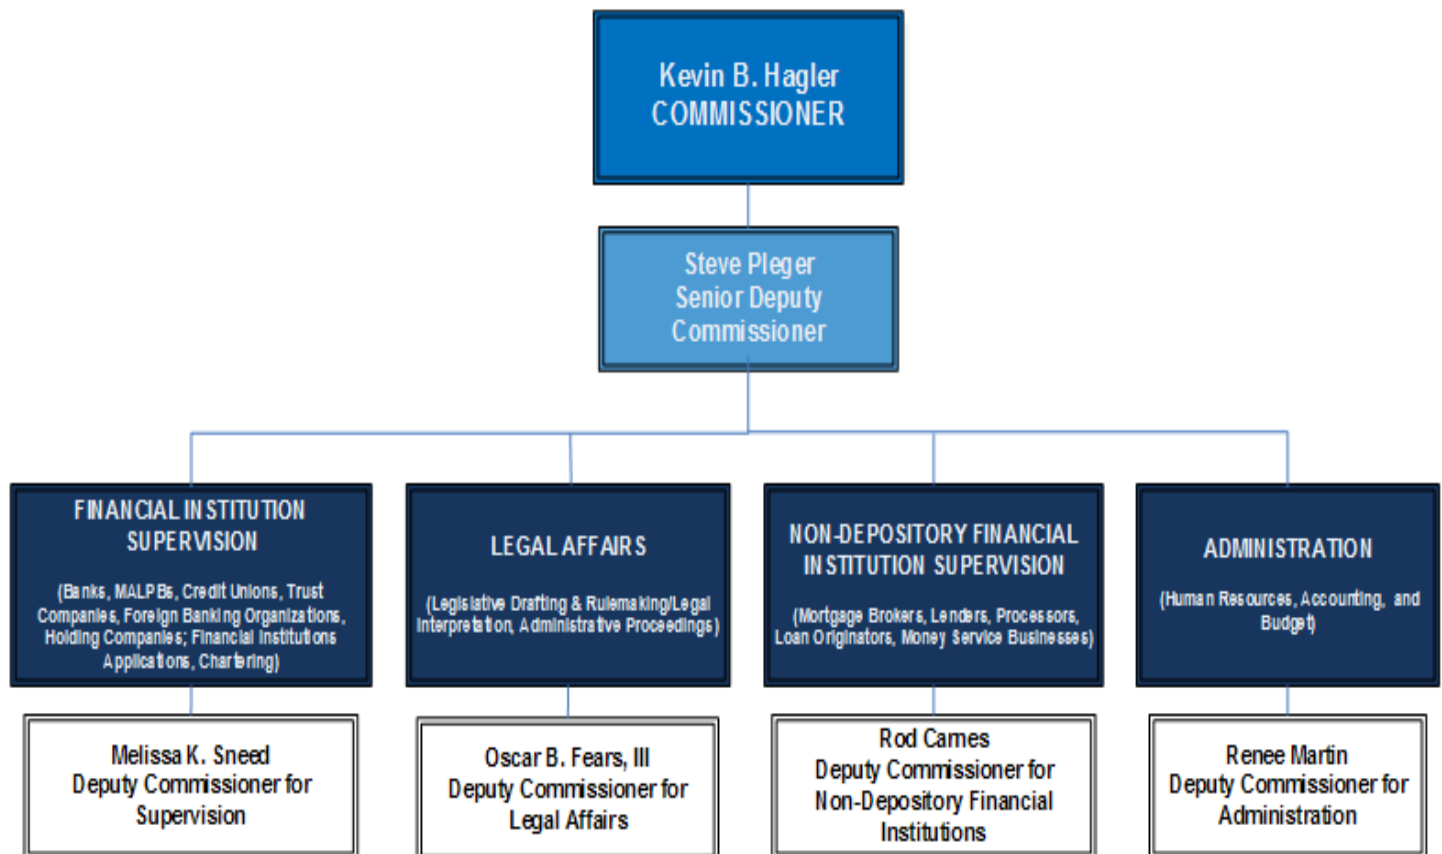 Kevin B. Hagler
COMMISSIONER
Steve Pleger
Senior Deputy
Commissioner
FINANCIAL INSTITUTION
SUPERVISION
(Banks, MALPBs, Credit Unions, Trust
Companies, Foreign Banking Organizations,
Holding Companies; Financial Institutions
Applications, Chartering)
LEGAL AFFAIRS
(Legislative Drafting & Rulemaking/Legal
Interpretation, Administrative Proceedings)
NON-DEPOSITORY FINANCIAL
INSTITUTION SUPERVISION
(Mortgage Brokers, Lenders, Processors,
Loan Originators, Money Service Businesses)
ADMINISTRATION
(Human Resources, Accounting, and
Budget)
Melissa K. Sneed
Deputy Commissioner for
Supervision
Oscar B. Fears, III
Deputy Commissioner for
Legal Affairs
Rod Carnes
Deputy Commissioner for
Non-Depository Financial
Institutions
Renee Martin
Deputy Commissioner for
Administration